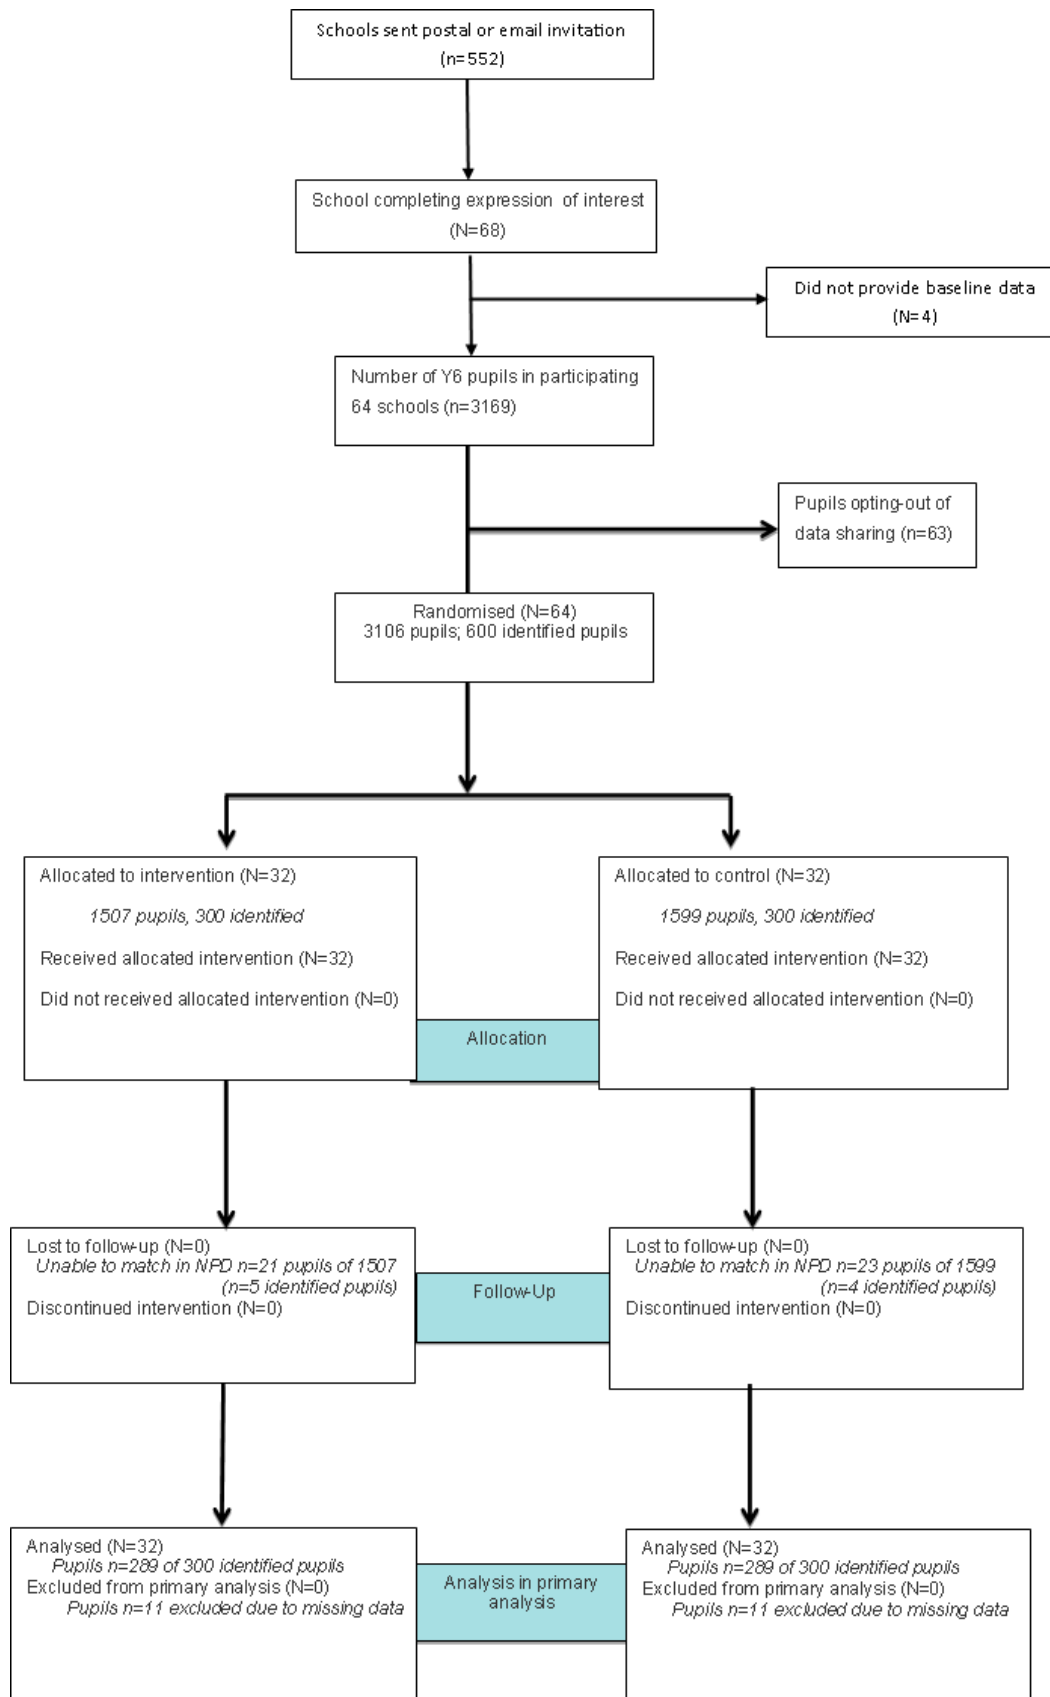 Schools sent postal or email invitation
(n=552)
School completing expression of interest
(N=68)
Did not provide baseline data
(N=4)
Number of Y6 pupils in participating
64 schools (n=3169)
Pupils opting-out of
data sharing (n=63)
Randomised (N=64)
3106 pupils; 600 identified pupils
Allocated to intervention (N=32)
1507 pupils, 300 identified
Received allocated intervention (N=32)
Did not received allocated intervention (N=0)
Allocated to control (N=32)
1599 pupils, 300 identified
Received allocated intervention (N=32)
Did not received allocated intervention (N=0)
Allocation
Lost to follow-up (N=0)
Unable to match in NPD n=21 pupils of 1507
(n=5 identified pupils)
Discontinued intervention (N=0)
Follow-Up
Lost to follow-up (N=0)
Unable to match in NPD n=23 pupils of 1599
(n=4 identified pupils)
Discontinued intervention (N=0)
Analysed (N=32)
Pupils n=289 of 300 identified pupils
Excluded from primary analysis (N=0)
Pupils n=11 excluded due to missing data
Analysis in primary
analysis
Analysed (N=32)
Pupils n=289 of 300 identified pupils
Excluded from primary analysis (N=0)
Pupils n=11 excluded due to missing data